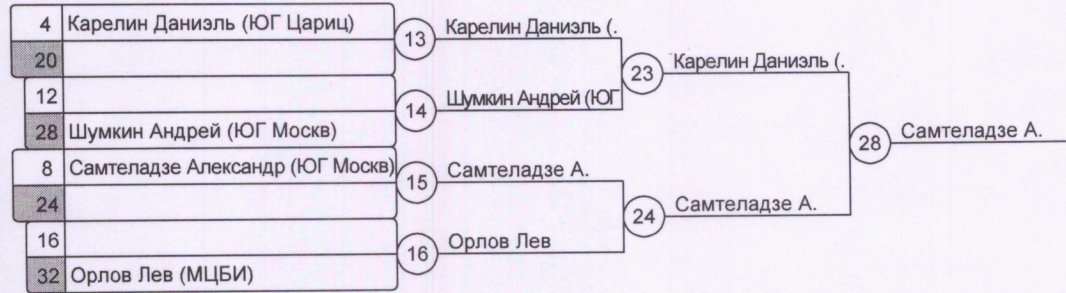 4 Карелин Даниэль (ЮГ Цариц)
20
13 Карелин Даниэль (.
12
28 Шумкин Андрей (ЮГ Москв)
14 Шумкин Андрей (ЮГ
23 Карелин Даниэль (.
8 Самтеладзе Александр (ЮГ Москв)
24
15 Самтеладзе А.
16
32 Орлов Лев (МЦБИ)
16 Орлов Лев
24 Самтеладзе А.
28 Самтеладзе А.